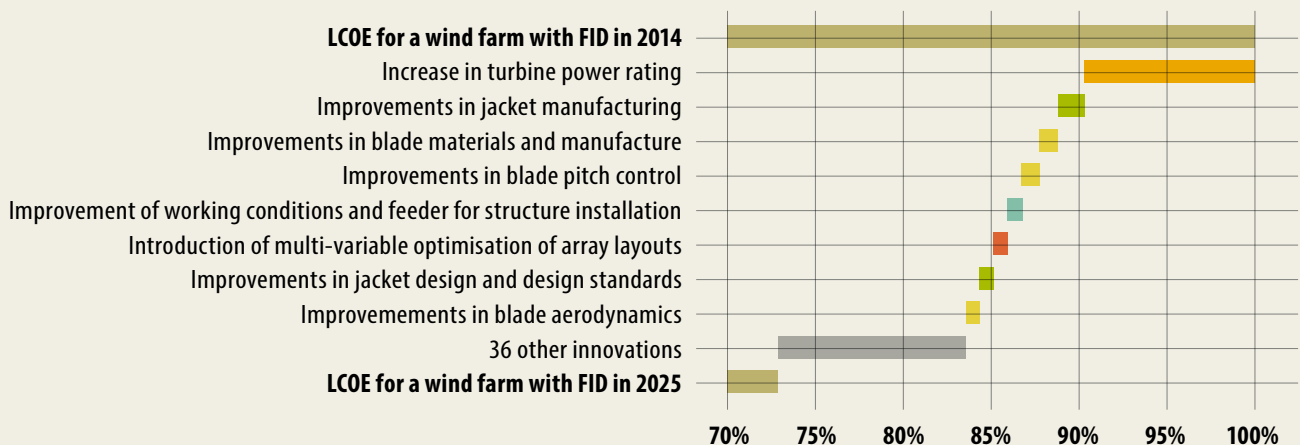 LCOE for a wind farm with FID in 2014
Increase in turbine power rating
Improvements in jacket manufacturing
Improvements in blade materials and manufacture
Improvements in blade pitch control
Improvement of working conditions and feeder for structure installation
Introduction of multi-variable optimisation of array layouts
Improvements in jacket design and design standards
Improvemements in blade aerodynamics
36 other innovations
LCOE for a wind farm with FID in 2025
70% 75% 80% 85% 90% 95% 100%